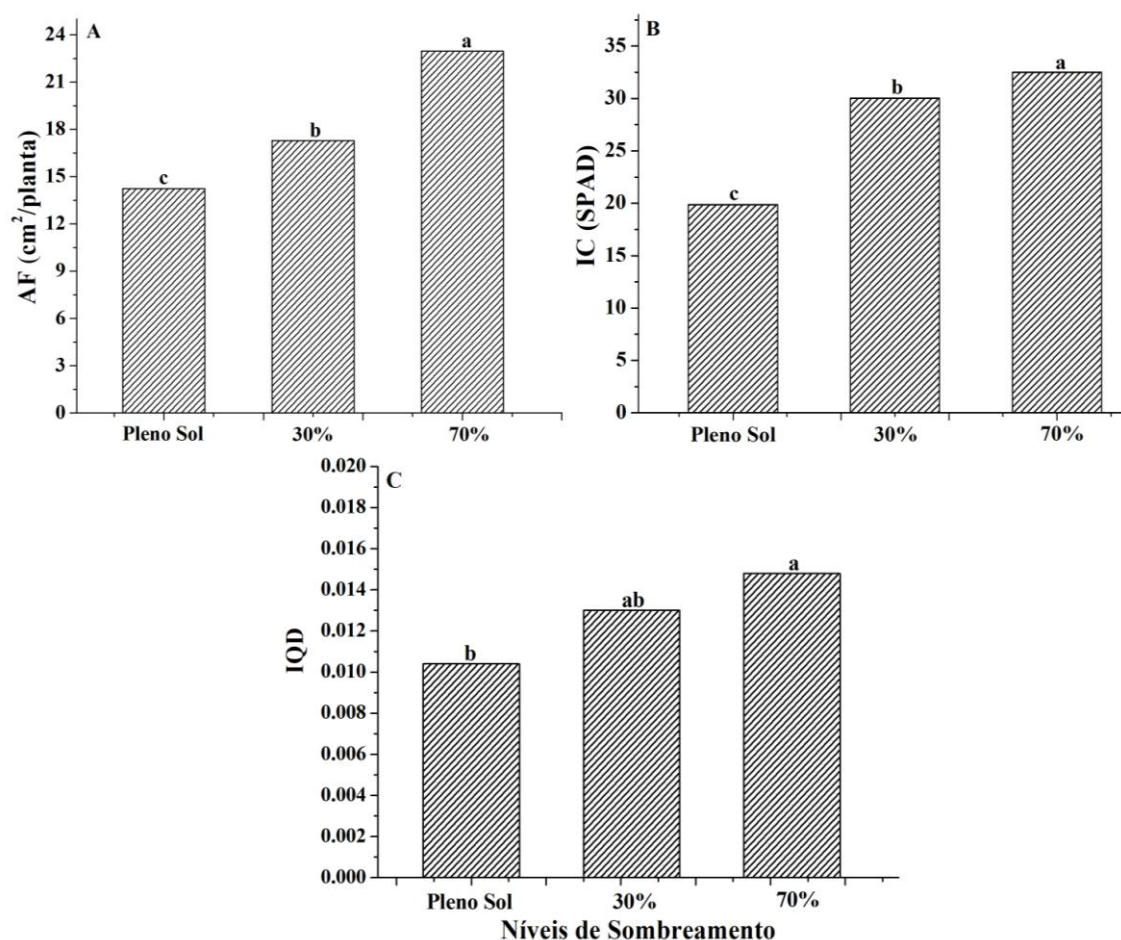 A
AF (cm²/planta)
24
21
18
15
12
9
6
3
0
c
b
a
Pleno Sol 30% 70%
B
IC (SPAD)
35
30
25
20
15
10
5
0
c
b
a
Pleno Sol 30% 70%
C
IQD
0.020
0.018
0.016
0.014
0.012
0.010
0.008
0.006
0.004
0.002
0.000
b
ab
a
Pleno Sol 30% 70%
Níveis de Sombreamento